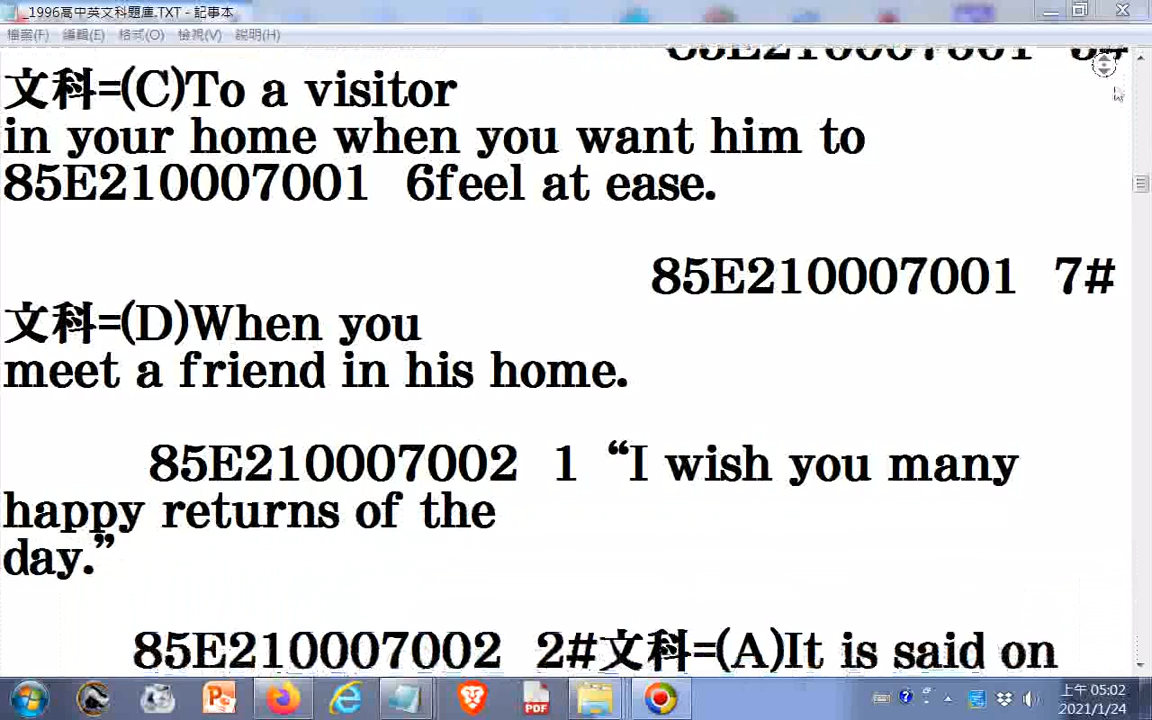 _1996高中英文科題庫.TXT - 記事本
檔案(F) 編輯(E) 格式(O) 檢視(V) 說明(H)
85E210007001
文科=(C)To a visitor
in your home when you want him to
85E210007001 6feel at ease.
85E210007001 7#
文科=(D)When you
meet a friend in his home.
85E210007002 1 “I wish you many
happy returns of the
day.”
85E210007002 2#文科=(A)It is said on
PDF
上午 05:02
2021/1/24